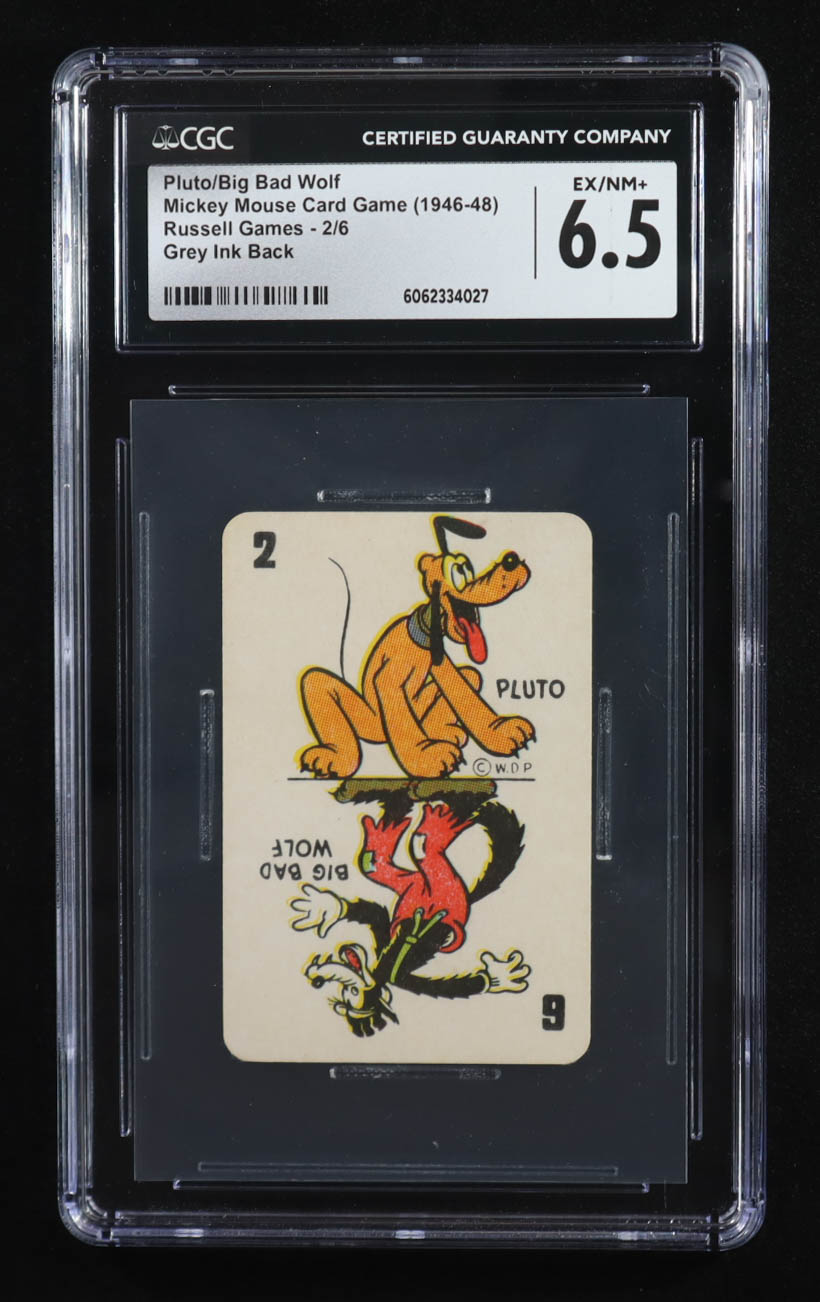 CGC
CERTIFIED GUARANTY COMPANY
Pluto/Big Bad Wolf
Mickey Mouse Card Game (1946-48)
Russell Games - 2/6
Grey Ink Back
EX/NM+
6.5
6062334027
2
PLUTO
© W.D.P
BIG BAD
WOLF
6